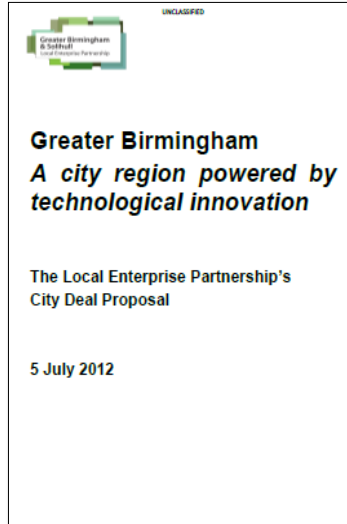 UNCLASSIFIED
Greater Birmingham
& Solihull
Local Enterprise Partnership
Greater Birmingham
A city region powered by
technological innovation
The Local Enterprise Partnership's
City Deal Proposal
5 July 2012